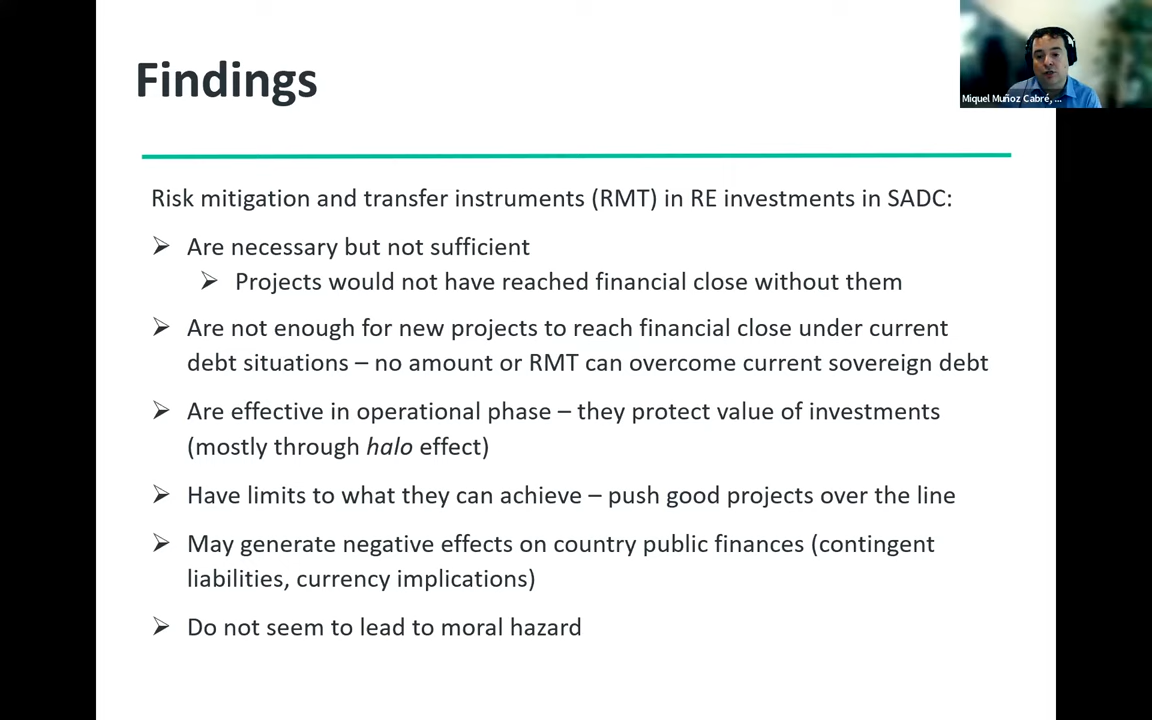 Findings
Miquel Muñoz Cabré, ...
Risk mitigation and transfer instruments (RMT) in RE investments in SADC:
Are necessary but not sufficient
Projects would not have reached financial close without them
Are not enough for new projects to reach financial close under current
debt situations – no amount or RMT can overcome current sovereign debt
Are effective in operational phase – they protect value of investments
(mostly through halo effect)
Have limits to what they can achieve – push good projects over the line
May generate negative effects on country public finances (contingent
liabilities, currency implications)
Do not seem to lead to moral hazard